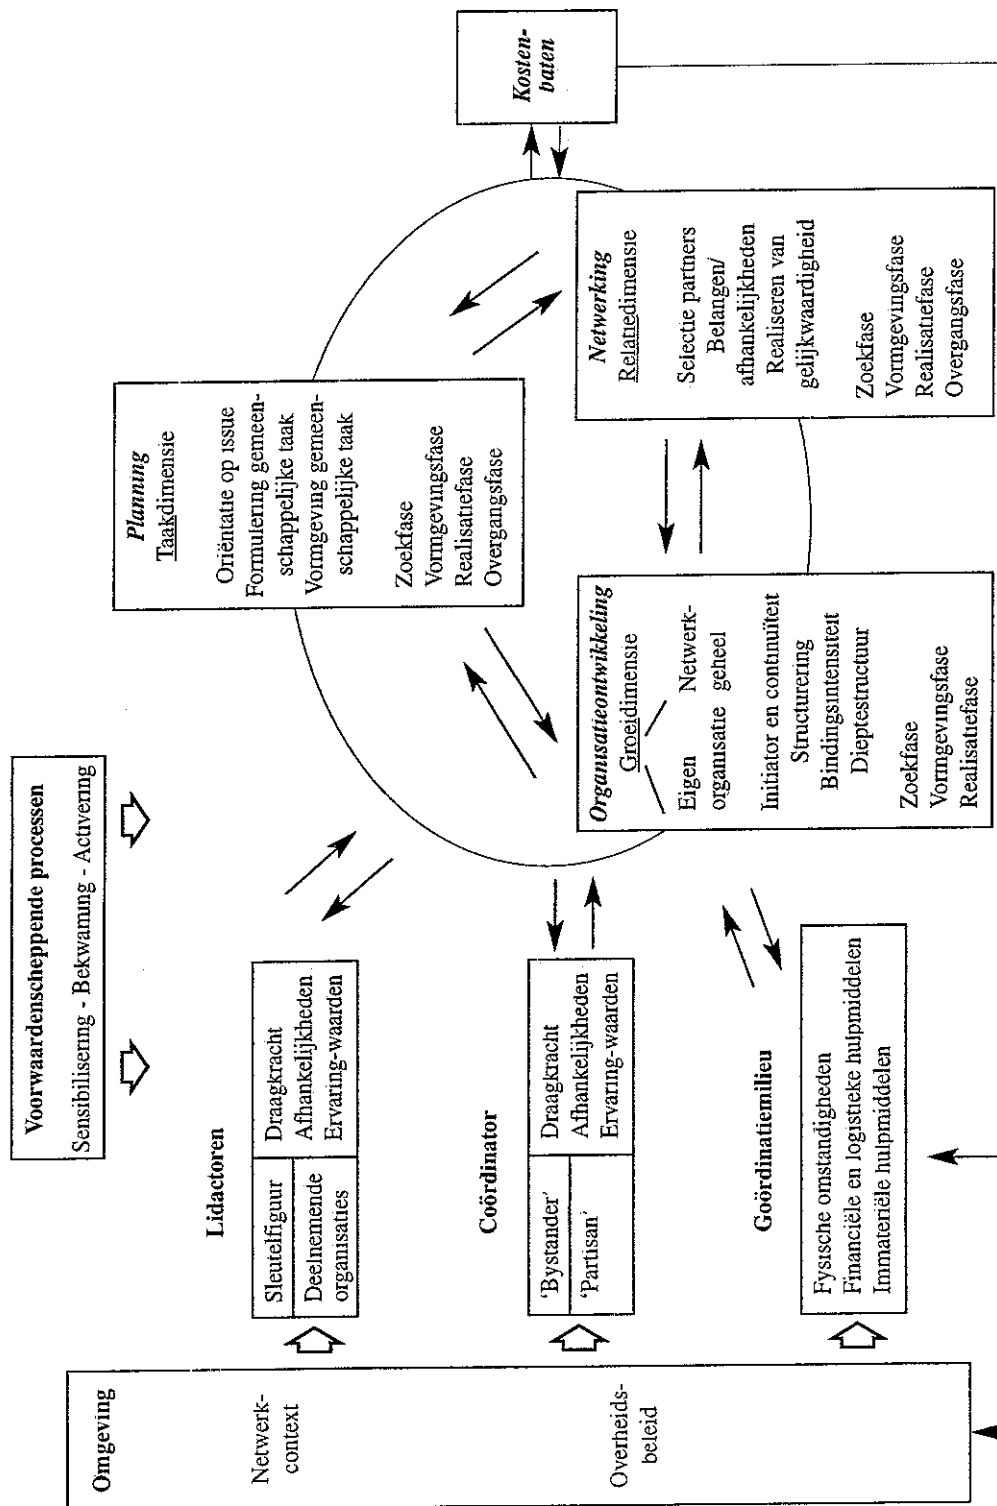 Voorwaardenscheppende processen
Sensibilisering - Bekwamung - Activering
Omgeving
Netwerk-
context
Overheids-
beleid
Lidactoren
Sleutelfiguur
Deelnemende
organisaties
Draagkracht
Afhankelijkheden
Ervaring-waarden
Coördinator
‘Bystander’
‘Partisan’
Draagkracht
Afhankelijkheden
Ervaring-waarden
Goördinatiemilieu
Fysische omstandigheden
Financiële en logistieke hulpmiddelen
Immateriële hulpmiddelen
Planning
Taakdimensie
Oriëntatie op issue
Formulering gemeen-
schappelijke taak
Vormgeving gemeen-
schappelijke taak
Zoekfase
Vormgevingsfase
Realisatiefase
Overgangsfase
Organisatieontwikkeling
Groeidimensie
Eigen Netwerk-
organisatie geheel
Initiator en continuïteit
Structurering
Bindingsintensiteit
Dieptestructuur
Zoekfase
Vormgevingsfase
Realisatiefase
Netwerking
Relatiedimensie
Selectie partners
Belangen/
afhankelijkheden
Realiseren van
gelijkwaardigheid
Zoekfase
Vormgevingsfase
Realisatiefase
Overgangsfase
Kosten-
baten